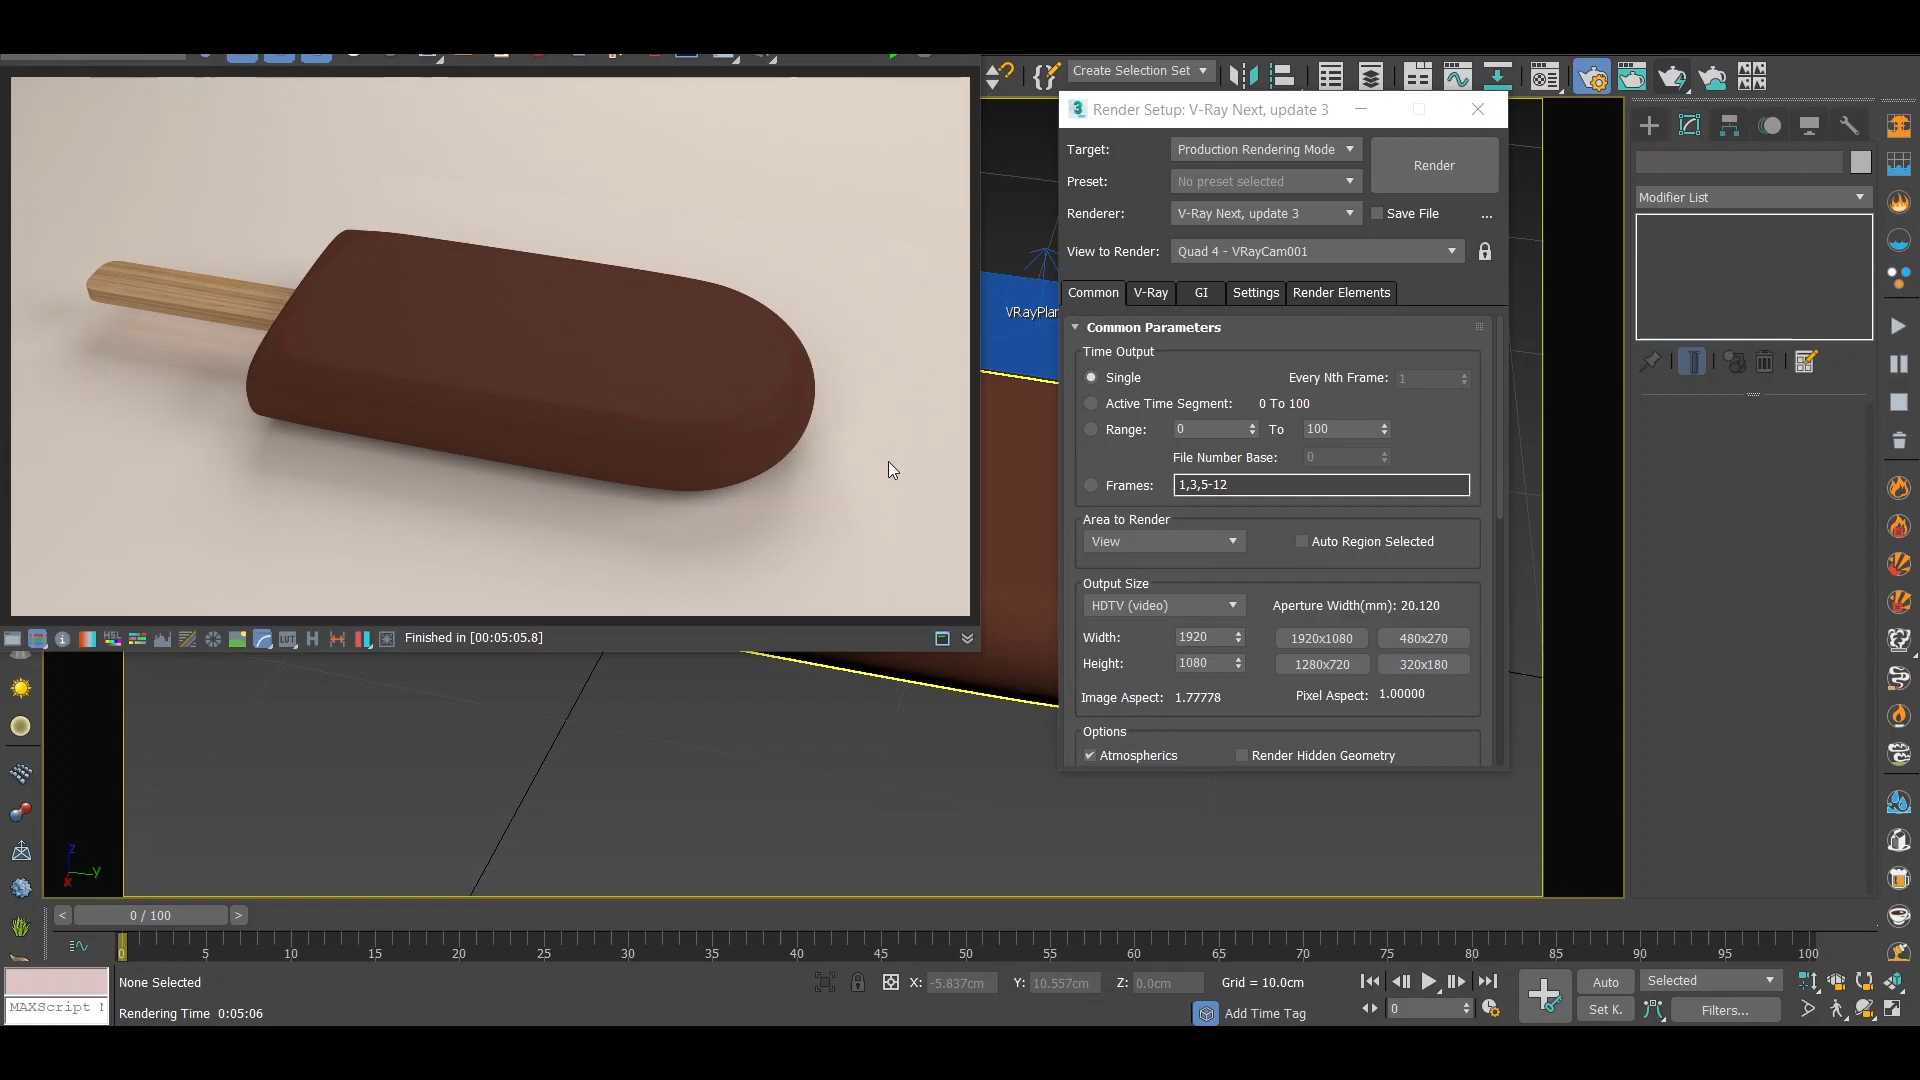 Create Selection Set
Render Setup: V-Ray Next, update 3
Target:
Production Rendering Mode
Render
Preset:
No preset selected
Renderer:
V-Ray Next, update 3
Save File
...
View to Render:
Quad 4 - VRayCam001
Common
V-Ray
GI
Settings
Render Elements
Common Parameters
Time Output
Single
Every Nth Frame:
1
Active Time Segment:
0 To 100
Range:
0
To
100
File Number Base:
0
Frames:
1,3,5-12
Area to Render
View
Auto Region Selected
Output Size
HDTV (video)
Aperture Width(mm): 20.120
Width:
1920
1920x1080
480x270
Height:
1080
1280x720
320x180
Image Aspect: 1.77778
Pixel Aspect: 1.00000
Options
Atmospherics
Render Hidden Geometry
Modifier List
VRayPlan
HSL
LUT
H
Finished in [00:05:05.8]
z
y
x
<
0 / 100
>
0 5 10 15 20 25 30 35 40 45 50 55 60 65 70 75 80 85 90 95 100
None Selected
X: -5.837cm
Y: 10.557cm
Z: 0.0cm
Grid = 10.0cm
Auto
Selected
MAXScript
Rendering Time 0:05:06
Add Time Tag
0
Set K.
Filters...